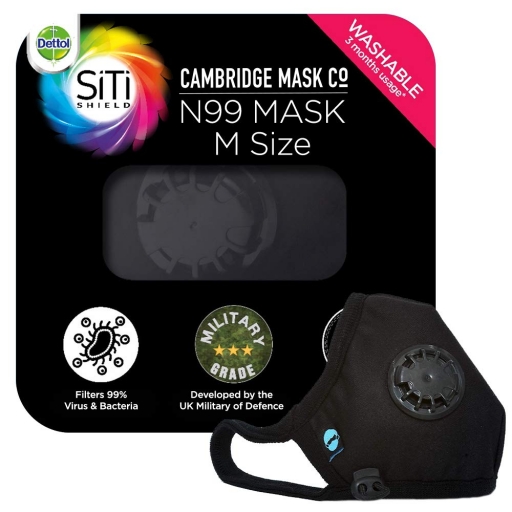 Dettol
SiTi
SHIELD
CAMBRIDGE MASK CO
N99 MASK
M Size
WASHABLE
3 months usage*
MILITARY
GRADE
Filters 99%
Virus & Bacteria
Developed by the
UK Military of Defence